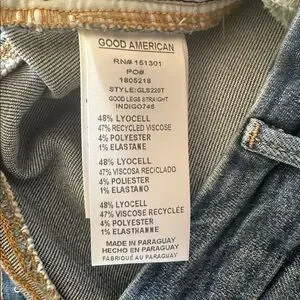 GOOD AMERICAN
RN# 151301
PO#
1805218
STYLE: GLS220T
GOOD LEGS STRAIGHT
INDIGO746
48% LYOCELL
47% RECYCLED VISCOSE
4% POLYESTER
1% ELASTANE
48% LYOCELL
47% VISCOSA RECICLADO
4% POLIESTER
1% ELASTANO
48% LYOCELL
47% VISCOSE RECYCLÉE
4% POLYESTER
1% ELASTHANNE
MADE IN PARAGUAY
HECHO EN PARAGUAY
FABRIQUÉ AU PARAGUAY